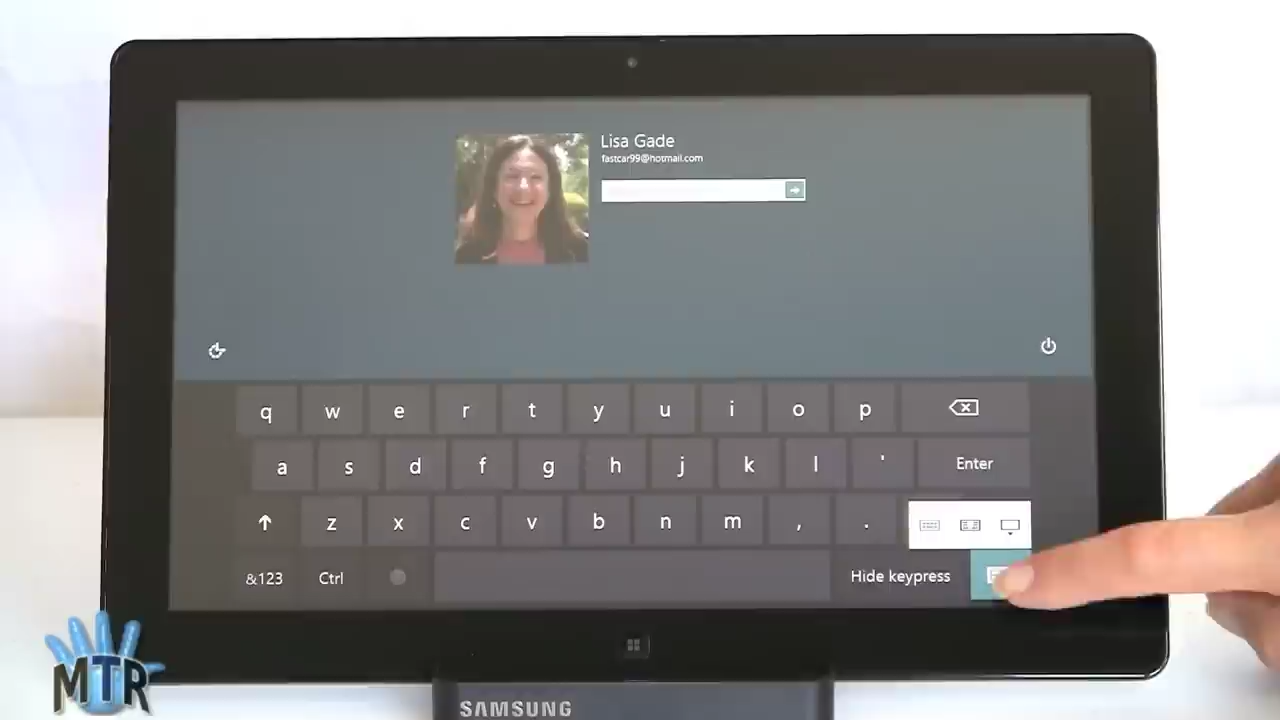 Lisa Gade
fastcar99@hotmail.com
q w e r t y u i o p
a s d f g h j k l ' Enter
z x c v b n m , .
&123 Ctrl Hide keypress
MTR
SAMSUNG